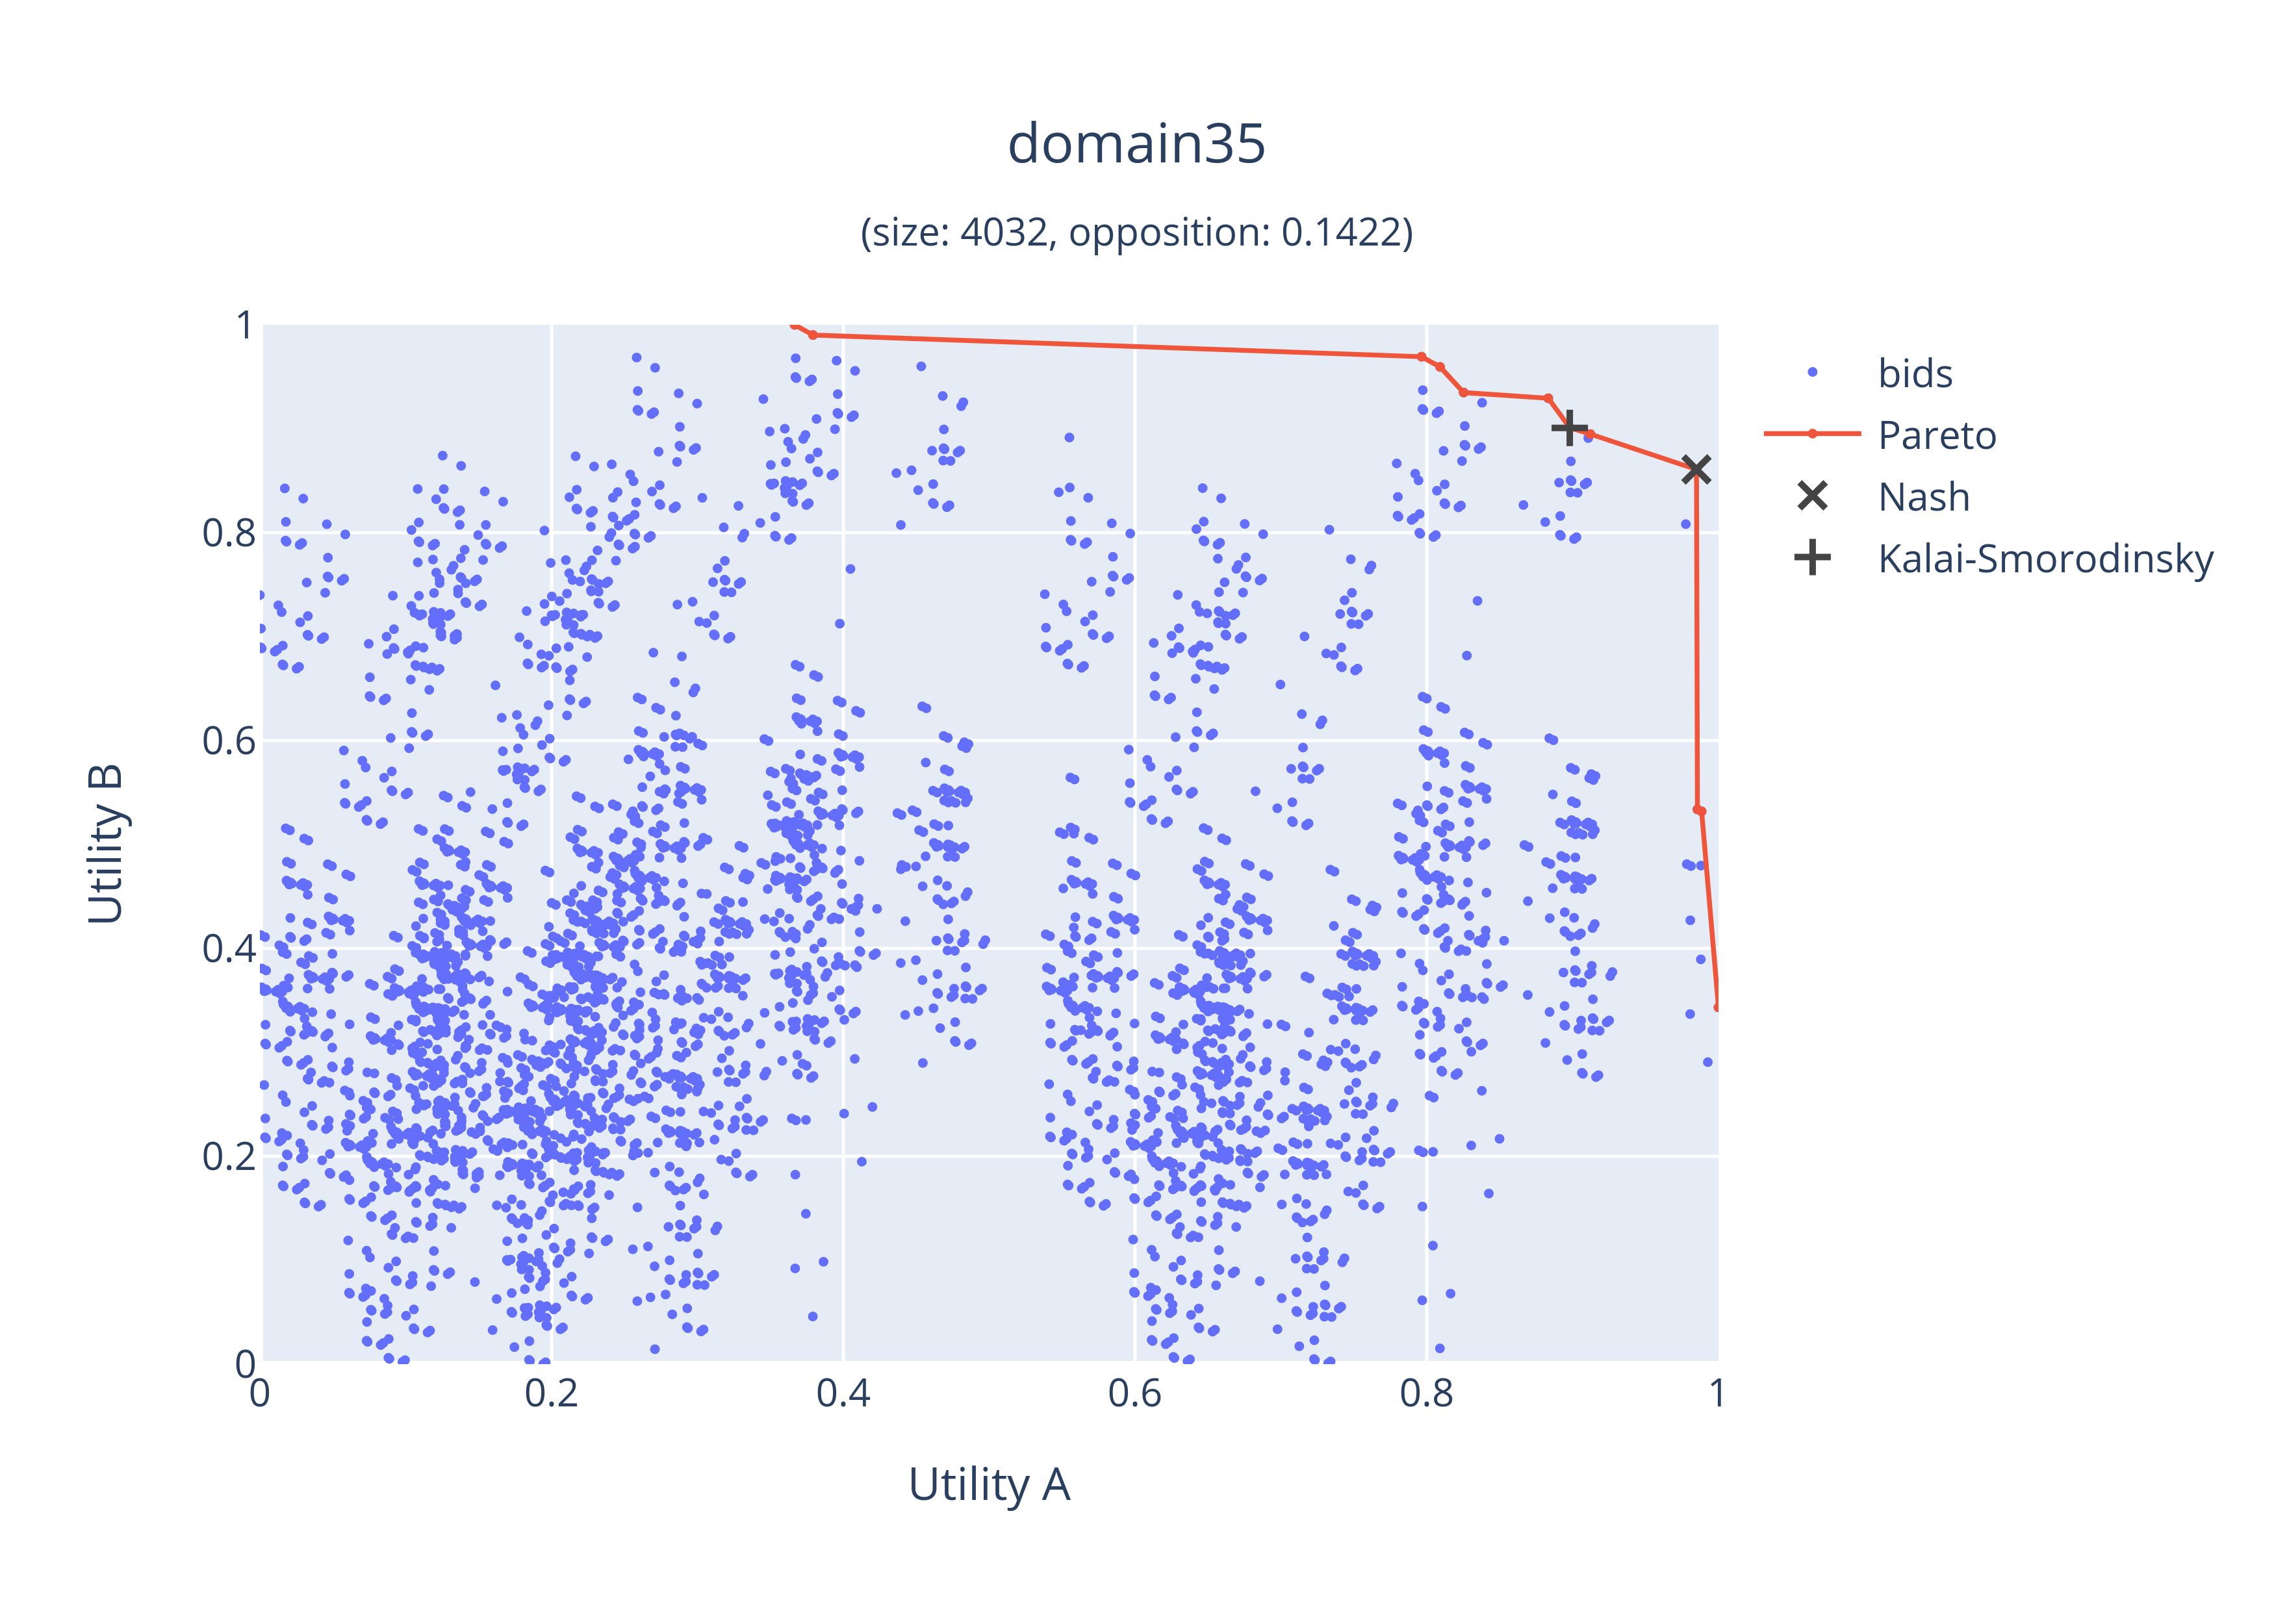 domain35
(size: 4032, opposition: 0.1422)
1
0.8
0.6
0.4
0.2
0
0
0.2
0.4
0.6
0.8
1
Utility A
Utility B
bids
Pareto
Nash
Kalai-Smorodinsky